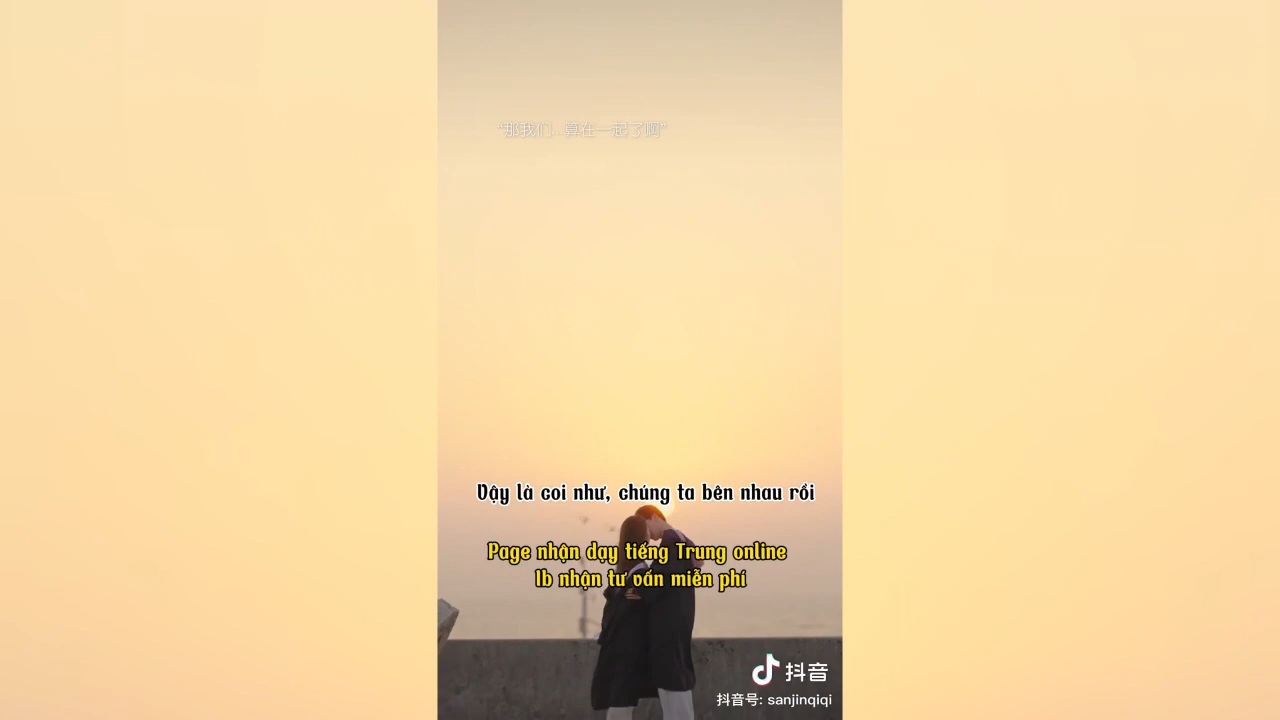 “那我们...算在一起了啊”
Vậy là coi như, chúng ta bên nhau rồi
Page nhận dạy tiếng Trung online
Ib nhận tư vấn miễn phí
抖音
抖音号: sanjinqiqi